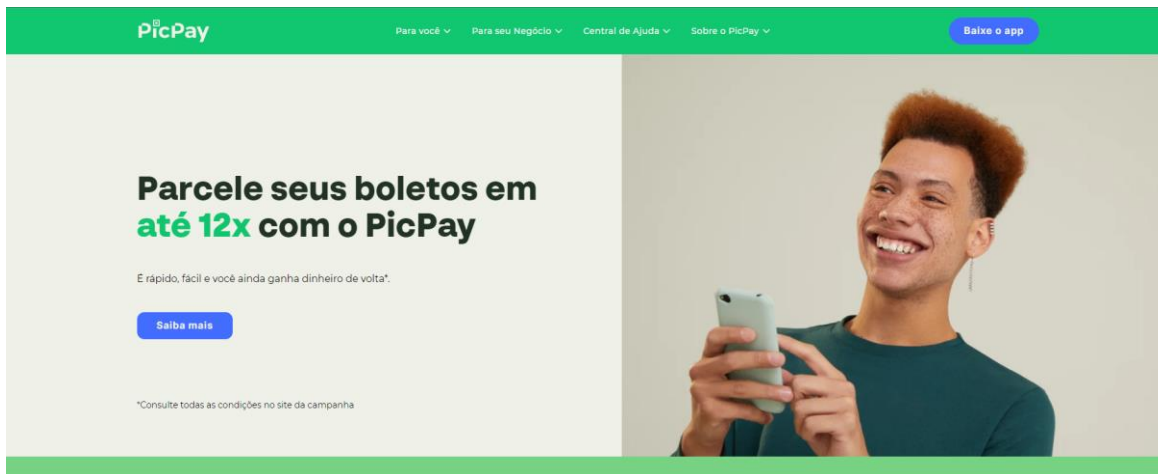 PicPay
Para você
Para seu Negócio
Central de Ajuda
Sobre o PicPay
Baixe o app
Parcele seus boletos em
até 12x com o PicPay
É rápido, fácil e você ainda ganha dinheiro de volta*.
Saiba mais
*Consulte todas as condições no site da campanha